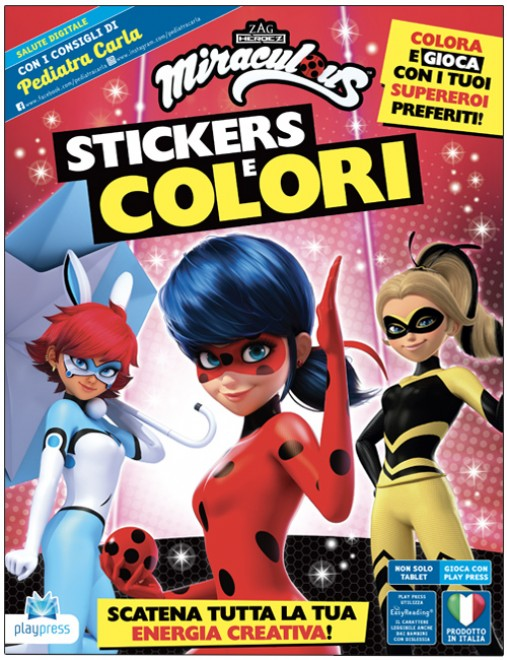 SALUTE DIGITALE
CON I CONSIGLI DI
Pediatra Carla
www.facebook.com/pediatracarla www.instagram.com/pediatracarla
ZAG
HEROEZ
Miraculous
COLORA
E GIOCA
CON I TUOI
SUPEREROI
PREFERITI!
STICKERS
E
COLORI
NON SOLO
TABLET
GIOCA CON
PLAY PRESS
PLAY PRESS
UTILIZZA
EasyReading®
IL CARATTERE
LEGGIBILE ANCHE
DAI BAMBINI
CON DISLESSIA
PRODOTTO
IN ITALIA
playpress
SCATENA TUTTA LA TUA
ENERGIA CREATIVA!